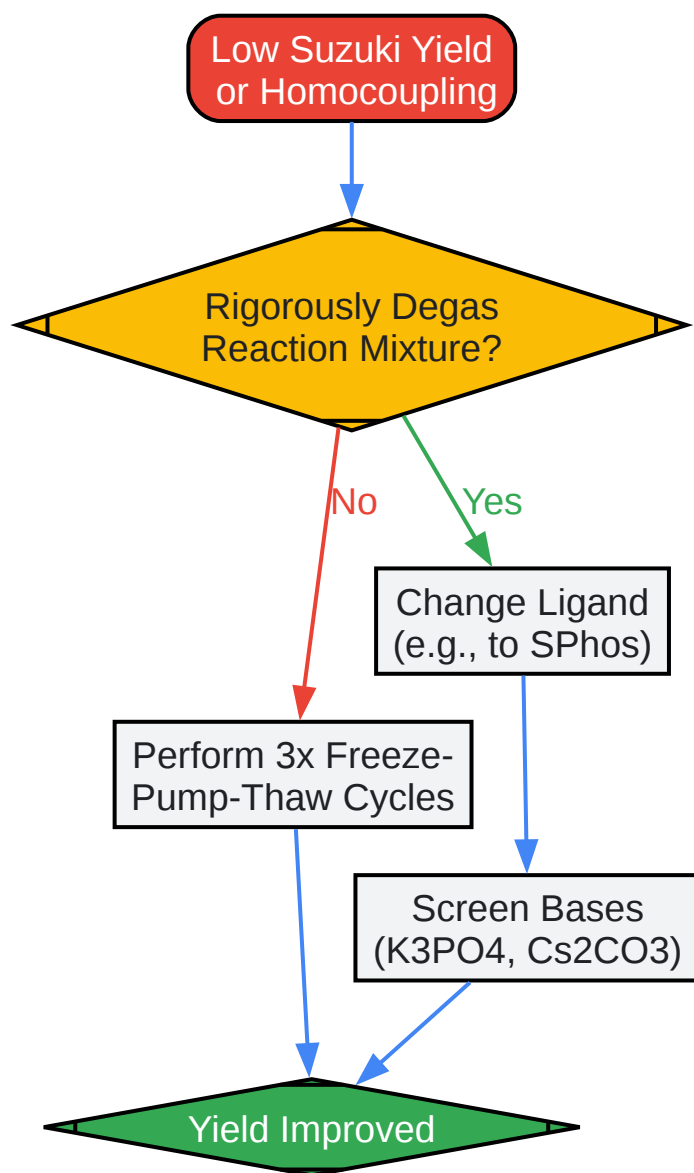 Low Suzuki Yield
or Homocoupling
Rigorously Degas
Reaction Mixture?
No
Yes
Change Ligand
(e.g., to SPhos)
Perform 3x Freeze-
Pump-Thaw Cycles
Screen Bases
(K3PO4, Cs2CO3)
Yield Improved